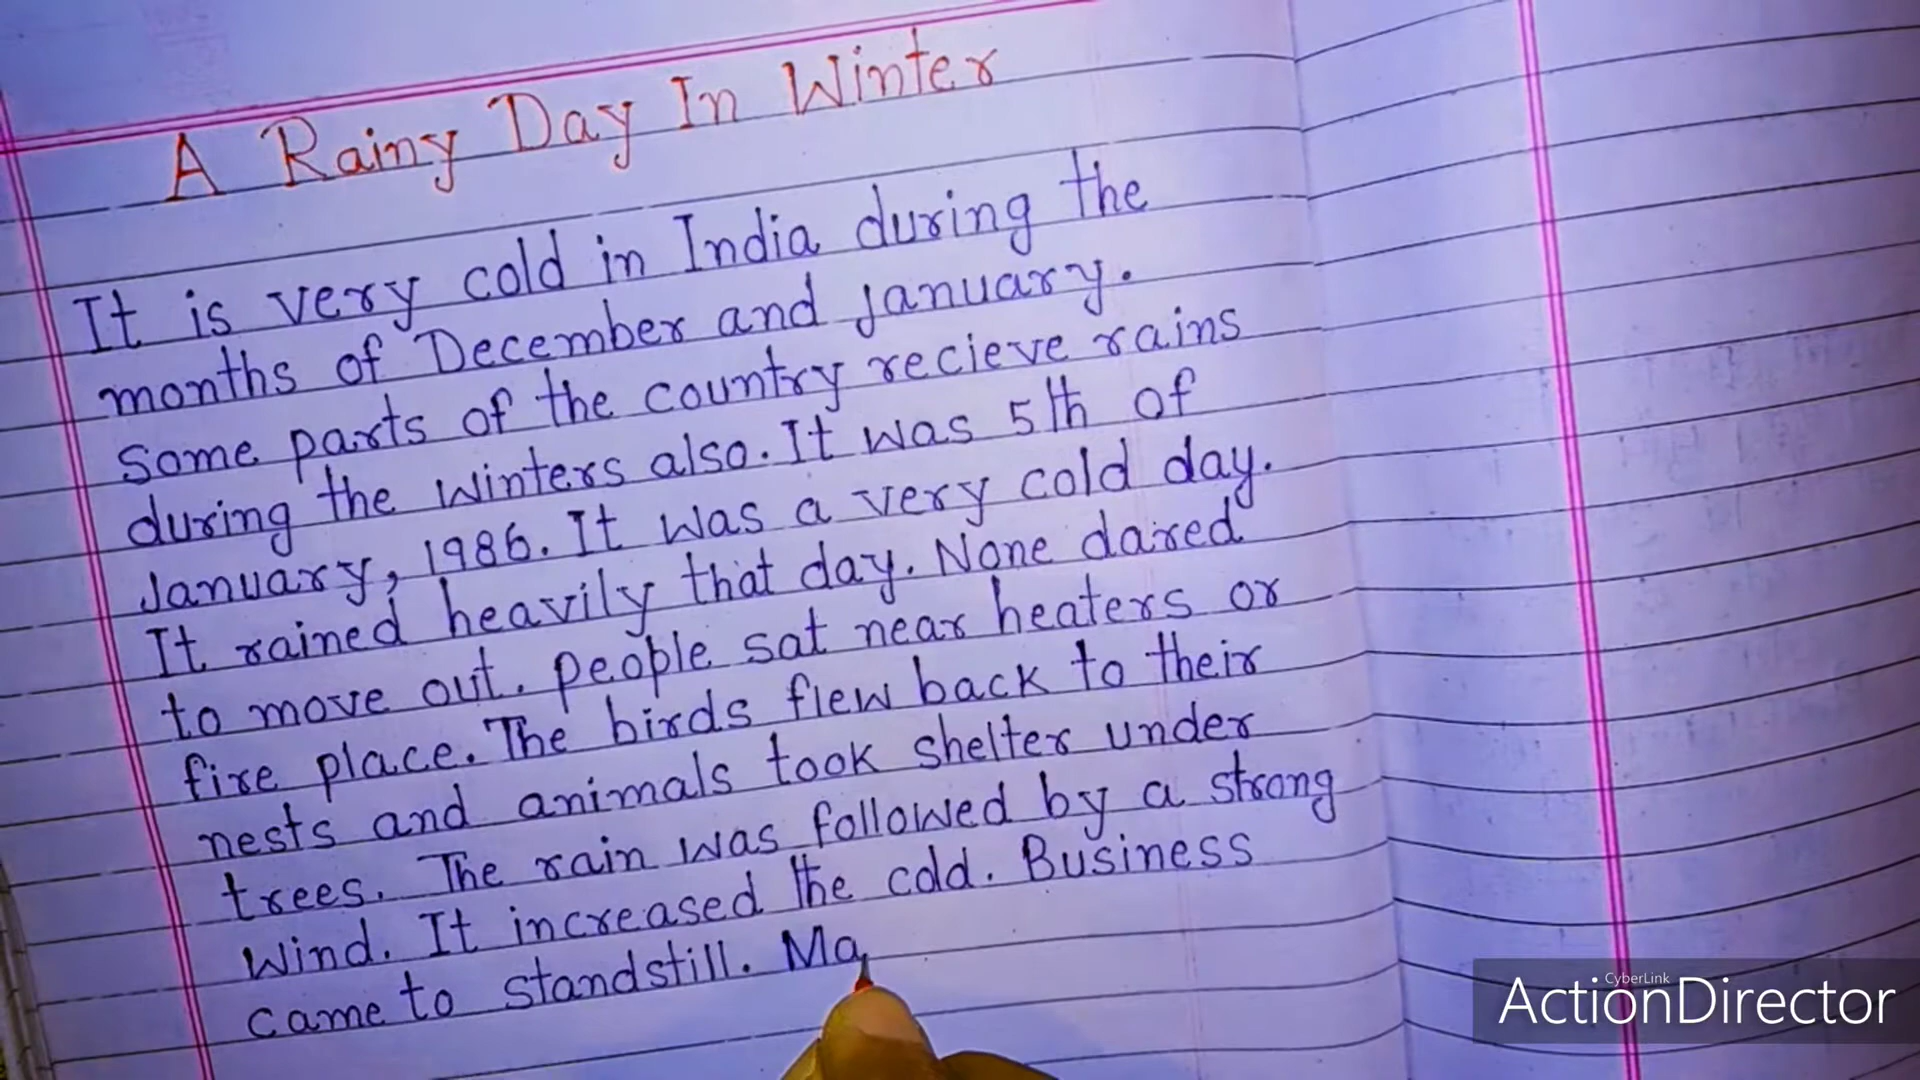 A Rainy Day In Winter
It is very cold in India during the
months of December and January.
Some parts of the country recieve rains
during the winters also. It was 5th of
January, 1986. It was a very cold day.
It rained heavily that day. None dared
to move out. people sat near heaters or
fire place. The birds flew back to their
nests and animals took shelter under
trees. The rain was followed by a strong
wind. It increased the cold. Business
came to standstill. Ma
CyberLink
ActionDirector